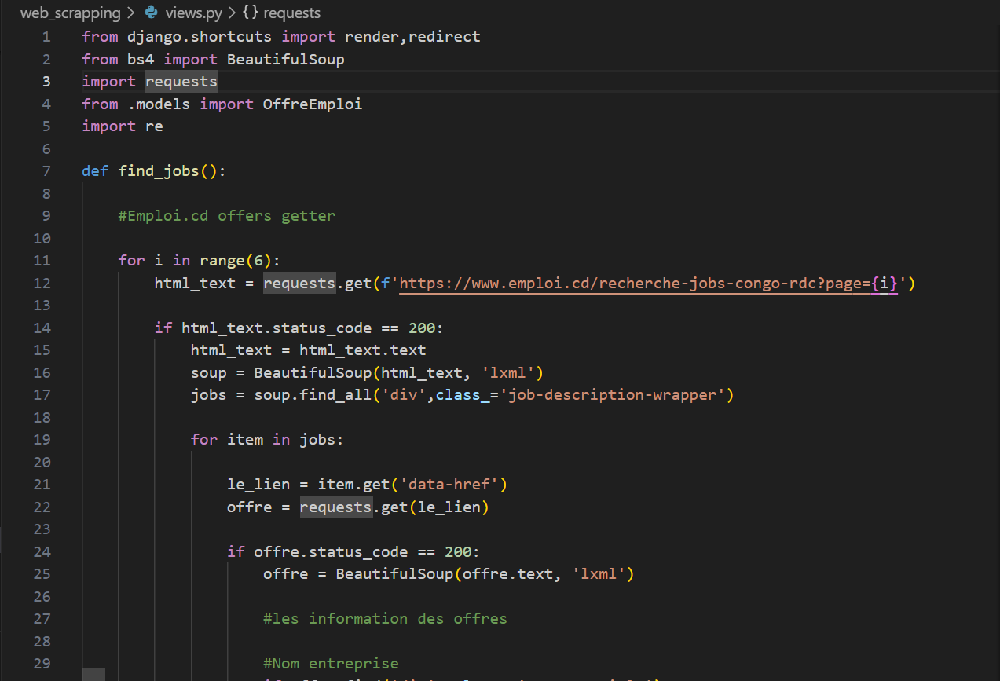 web_scrapping > views.py > {} requests
1 from django.shortcuts import render,redirect
2 from bs4 import BeautifulSoup
3 import requests
4 from .models import OffreEmploi
5 import re
6
7 def find_jobs():
8
9 #Emploi.cd offers getter
10
11 for i in range(6):
12 html_text = requests.get(f'https://www.emploi.cd/recherche-jobs-congo-rdc?page={i}')
13
14 if html_text.status_code == 200:
15 html_text = html_text.text
16 soup = BeautifulSoup(html_text, 'lxml')
17 jobs = soup.find_all('div',class_='job-description-wrapper')
18
19 for item in jobs:
20
21 le_lien = item.get('data-href')
22 offre = requests.get(le_lien)
23
24 if offre.status_code == 200:
25 offre = BeautifulSoup(offre.text, 'lxml')
26
27 #les information des offres
28
29 #Nom entreprise